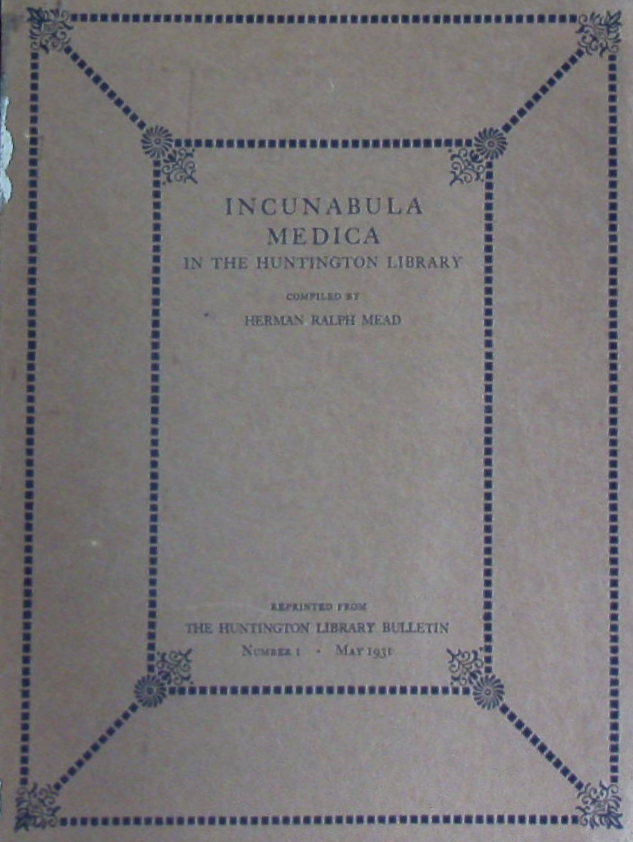 INCUNABULA
MEDICA
IN THE HUNTINGTON LIBRARY
COMPILED BY
HERMAN RALPH MEAD
REPRINTED FROM
THE HUNTINGTON LIBRARY BULLETIN
NUMBER 1 · MAY 1931